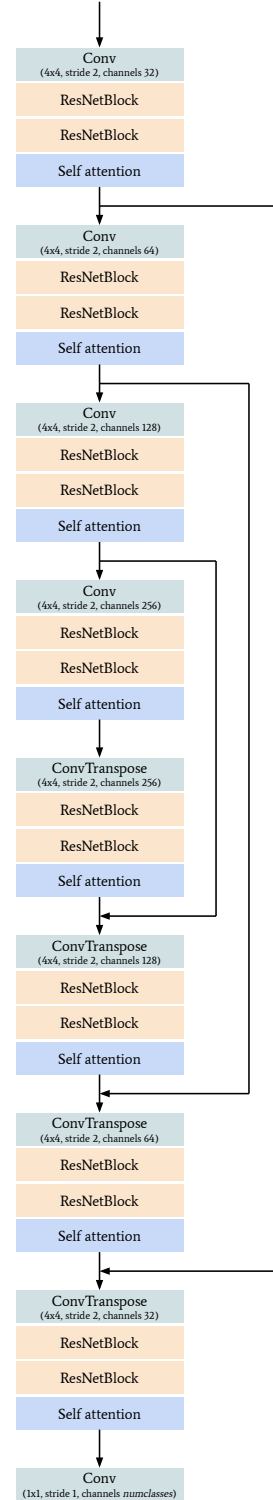 Conv
(4x4, stride 2, channels 32)
ResNetBlock
ResNetBlock
Self attention
Conv
(4x4, stride 2, channels 64)
ResNetBlock
ResNetBlock
Self attention
Conv
(4x4, stride 2, channels 128)
ResNetBlock
ResNetBlock
Self attention
Conv
(4x4, stride 2, channels 256)
ResNetBlock
ResNetBlock
Self attention
ConvTranspose
(4x4, stride 2, channels 256)
ResNetBlock
ResNetBlock
Self attention
ConvTranspose
(4x4, stride 2, channels 128)
ResNetBlock
ResNetBlock
Self attention
ConvTranspose
(4x4, stride 2, channels 64)
ResNetBlock
ResNetBlock
Self attention
ConvTranspose
(4x4, stride 2, channels 32)
ResNetBlock
ResNetBlock
Self attention
Conv
(1x1, stride 1, channels numclasses)